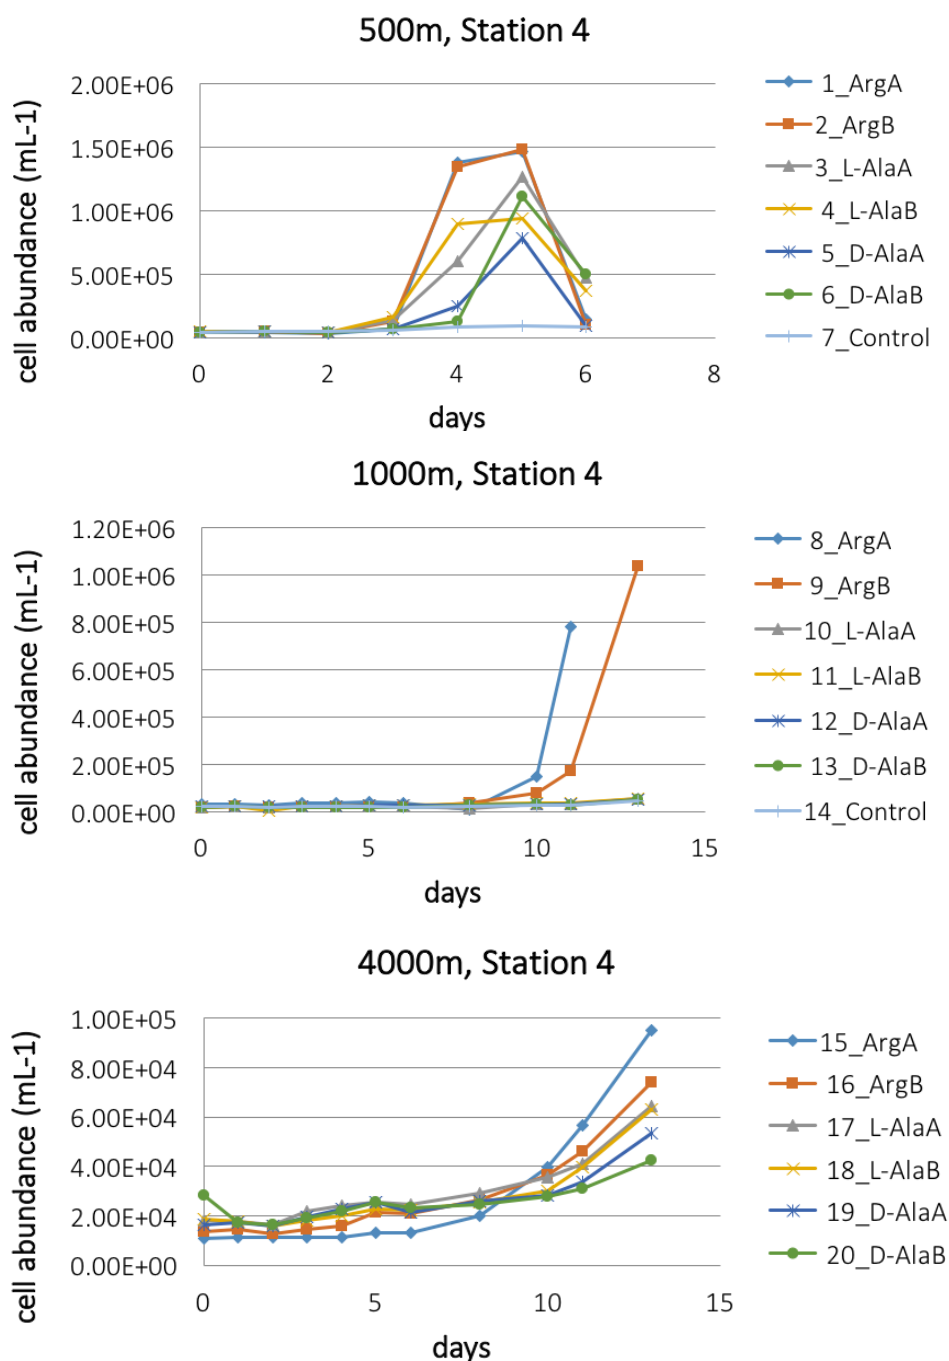 500m, Station 4
cell abundance (mL-1)
2.00E+06
1.50E+06
1.00E+06
5.00E+05
0.00E+00
0 2 4 6 8
days
1_ArgA
2_ArgB
3_L-AlaA
4_L-AlaB
5_D-AlaA
6_D-AlaB
7_Control
1000m, Station 4
cell abundance (mL-1)
1.20E+06
1.00E+06
8.00E+05
6.00E+05
4.00E+05
2.00E+05
0.00E+00
0 5 10 15
days
8_ArgA
9_ArgB
10_L-AlaA
11_L-AlaB
12_D-AlaA
13_D-AlaB
14_Control
4000m, Station 4
cell abundance (mL-1)
1.00E+05
8.00E+04
6.00E+04
4.00E+04
2.00E+04
0.00E+00
0 5 10 15
days
15_ArgA
16_ArgB
17_L-AlaA
18_L-AlaB
19_D-AlaA
20_D-AlaB